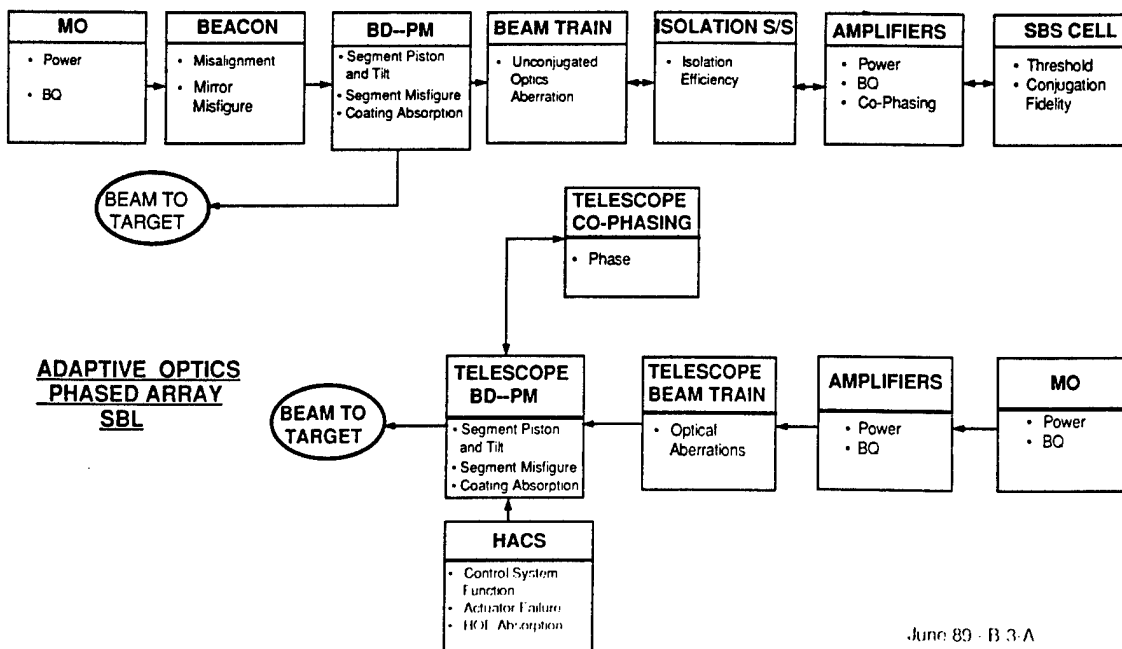 MO
• Power
• BQ
BEACON
• Misalignment
• Mirror
Misfigure
BD--PM
• Segment Piston
and Tilt
• Segment Misfigure
• Coating Absorption
BEAM TRAIN
• Unconjugated
Optics
Aberration
ISOLATION S/S
• Isolation
Efficiency
AMPLIFIERS
• Power
• BQ
• Co-Phasing
SBS CELL
• Threshold
• Conjugation
Fidelity
BEAM TO
TARGET
TELESCOPE
CO-PHASING
• Phase
ADAPTIVE OPTICS
PHASED ARRAY
SBL
BEAM TO
TARGET
TELESCOPE
BD--PM
• Segment Piston
and Tilt
• Segment Misfigure
• Coating Absorption
TELESCOPE
BEAM TRAIN
• Optical
Aberrations
AMPLIFIERS
• Power
• BQ
MO
• Power
• BQ
HACS
• Control System
Function
• Actuator Failure
• HOE Absorption
June 89 - B-3-A